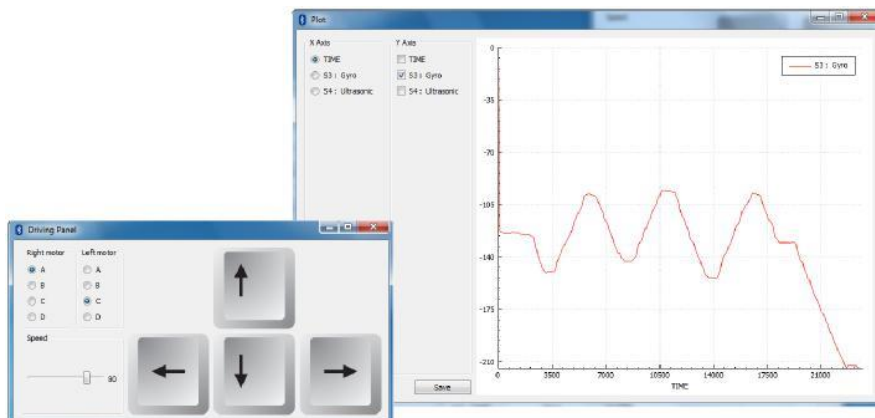 Plot
X Axis
TIME
S3 : Gyro
S4 : Ultrasonic
Y Axis
TIME
S3 : Gyro
S4 : Ultrasonic
S3 : Gyro
0
-35
-70
-105
-140
-175
-210
0
3500
7000
10500
14000
17500
21000
TIME
Save
Driving Panel
Right motor
A
B
C
D
Left motor
A
B
C
D
Speed
80